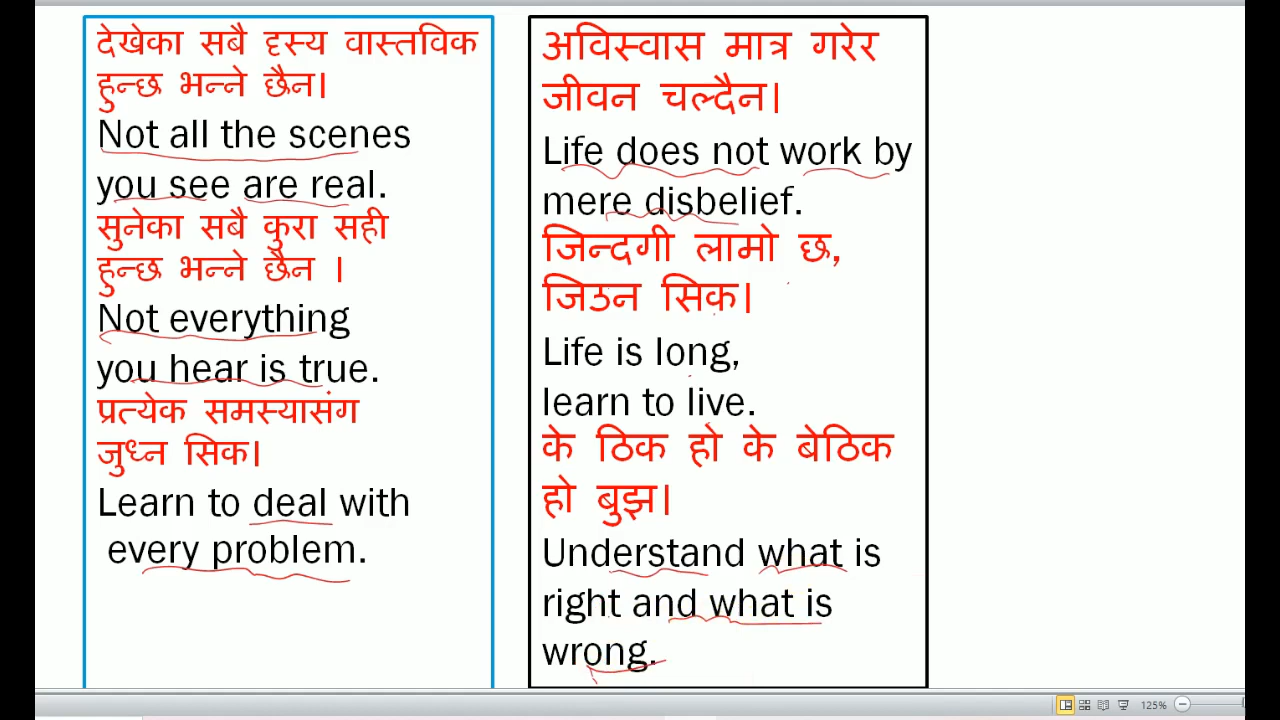 देखेका सबै दृस्य वास्तविक
हुन्छ भन्ने छैन।
Not all the scenes
you see are real.
सुनेका सबै कुरा सही
हुन्छ भन्ने छैन ।
Not everything
you hear is true.
प्रत्येक समस्यासंग
जुध्न सिक।
Learn to deal with
every problem.
अविस्वास मात्र गरेर
जीवन चल्दैन।
Life does not work by
mere disbelief.
जिन्दगी लामो छ,
जिउन सिक।
Life is long,
learn to live.
के ठिक हो के बेठिक
हो बुझ।
Understand what is
right and what is
wrong.
125%